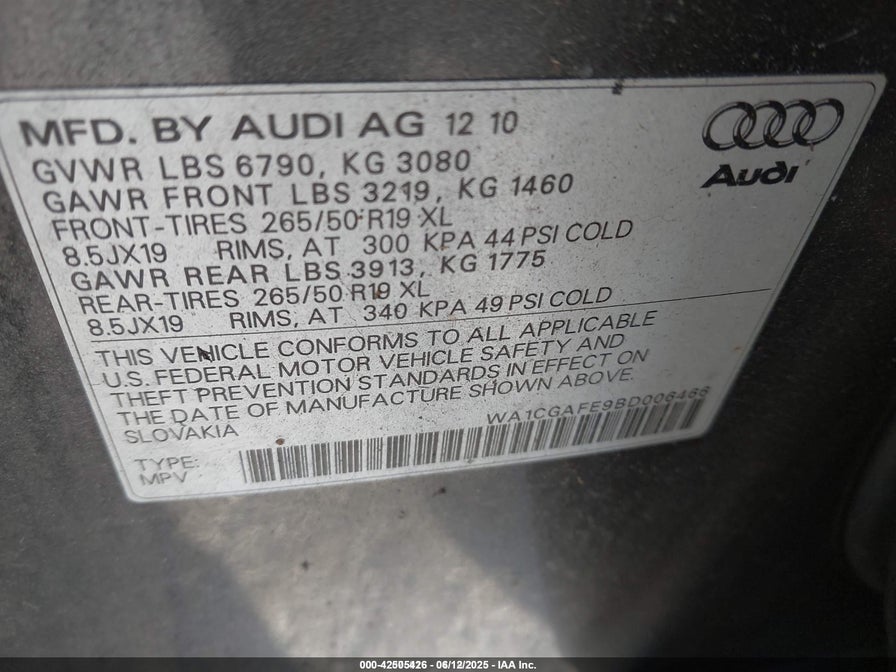 MFD. BY AUDI AG 12 10
GVWR LBS 6790, KG 3080
GAWR FRONT LBS 3219, KG 1460
FRONT-TIRES 265/50 R19 XL
8.5JX19 RIMS, AT 300 KPA 44 PSI COLD
GAWR REAR LBS 3913, KG 1775
REAR-TIRES 265/50 R19 XL
8.5JX19 RIMS, AT 340 KPA 49 PSI COLD
Audi
THIS VEHICLE CONFORMS TO ALL APPLICABLE
U.S. FEDERAL MOTOR VEHICLE SAFETY AND
THEFT PREVENTION STANDARDS IN EFFECT ON
THE DATE OF MANUFACTURE SHOWN ABOVE.
SLOVAKIA
WA1CGAFE9BD006466
TYPE:
MPV
000-42505426 - 06/12/2025 - IAA Inc.